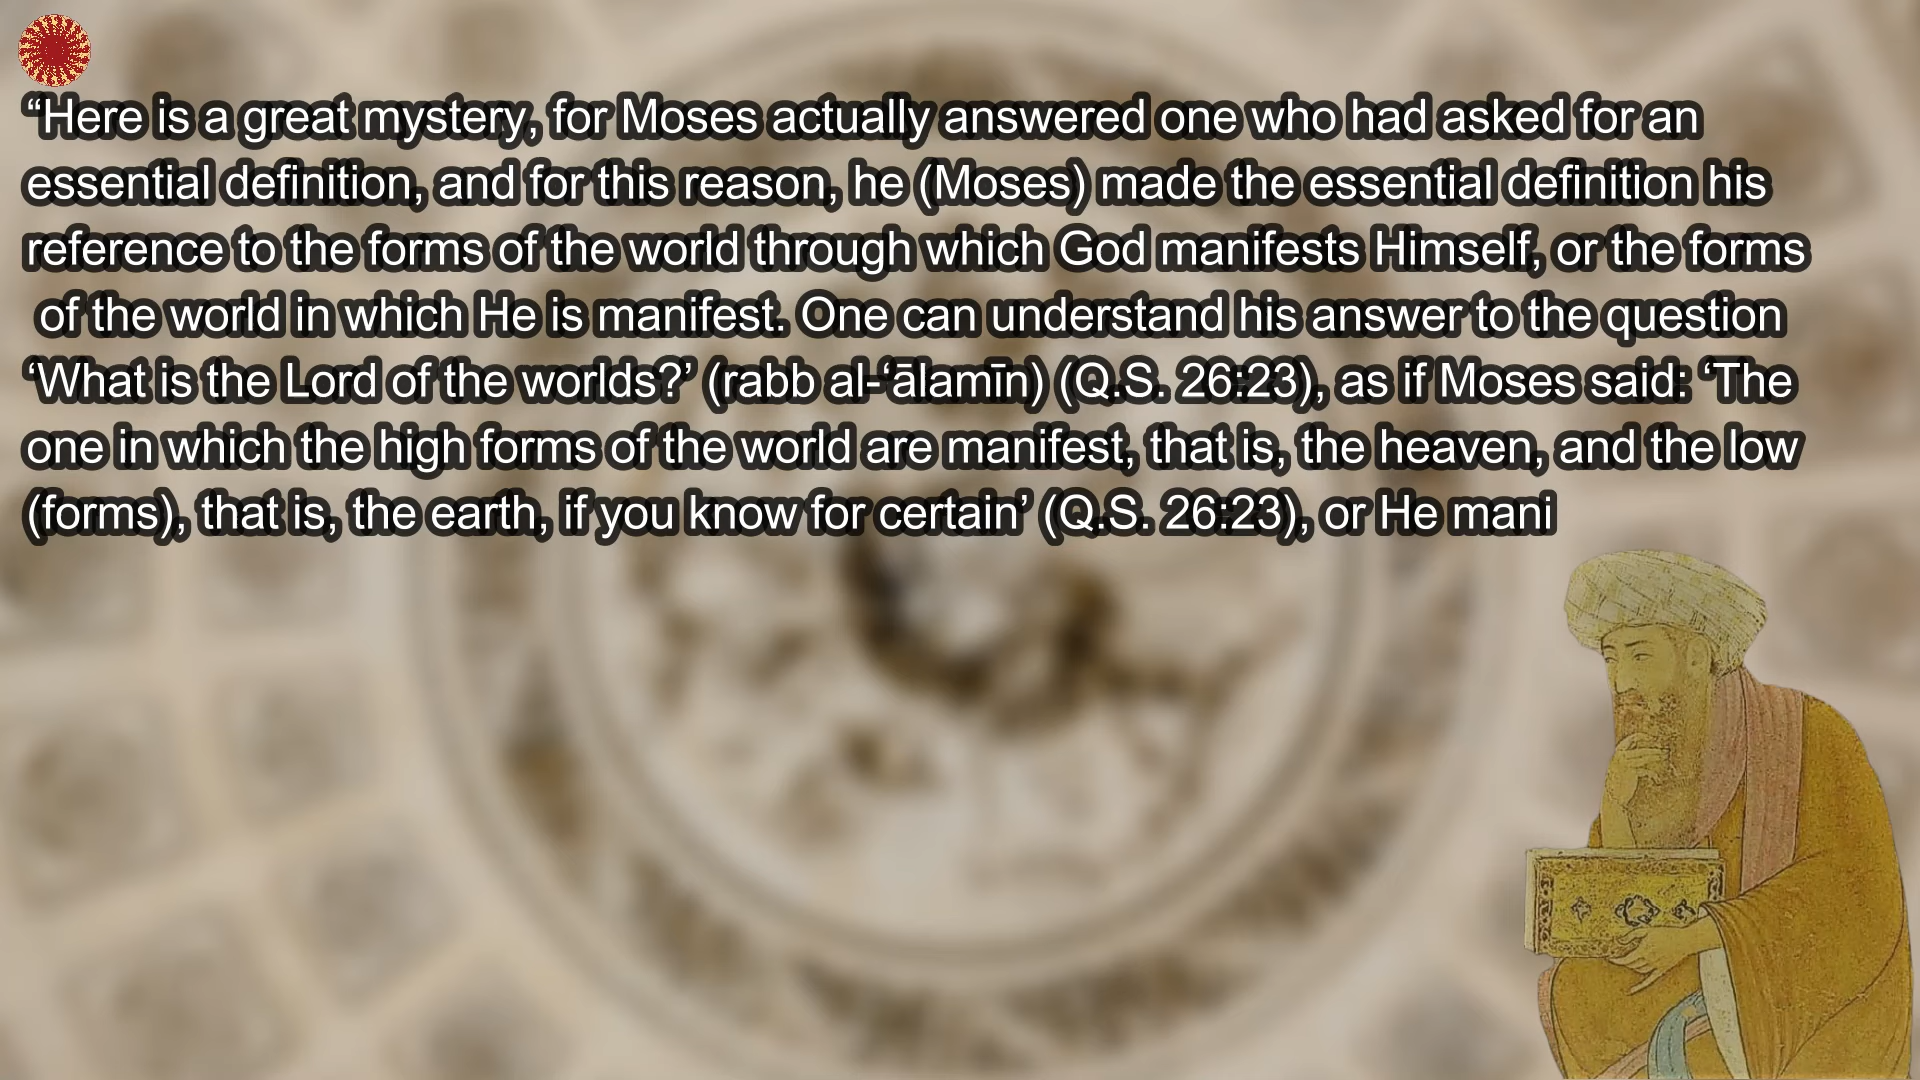 “Here is a great mystery, for Moses actually answered one who had asked for an
essential definition, and for this reason, he (Moses) made the essential definition his
reference to the forms of the world through which God manifests Himself, or the forms
of the world in which He is manifest. One can understand his answer to the question
‘What is the Lord of the worlds?’ (rabb al-‘ālamīn) (Q.S. 26:23), as if Moses said: ‘The
one in which the high forms of the world are manifest, that is, the heaven, and the low
(forms), that is, the earth, if you know for certain’ (Q.S. 26:23), or He mani